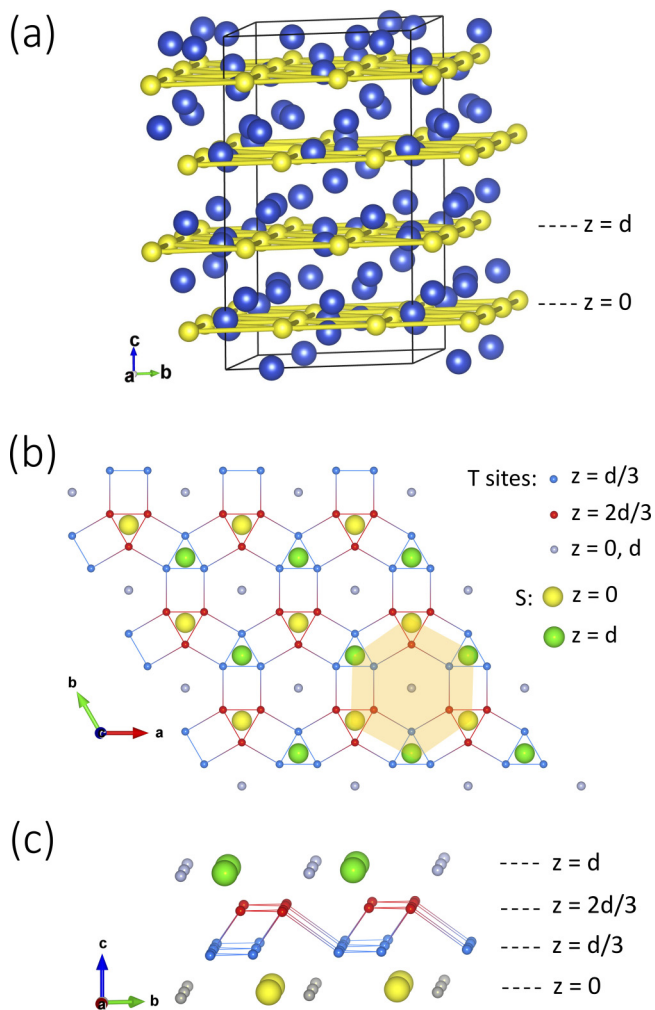 (a)
---- z = d
---- z = 0
c
a
b
(b)
T sites: z = d/3
z = 2d/3
z = 0, d
S: z = 0
z = d
b
c
a
(c)
---- z = d
---- z = 2d/3
---- z = d/3
---- z = 0
c
a
b